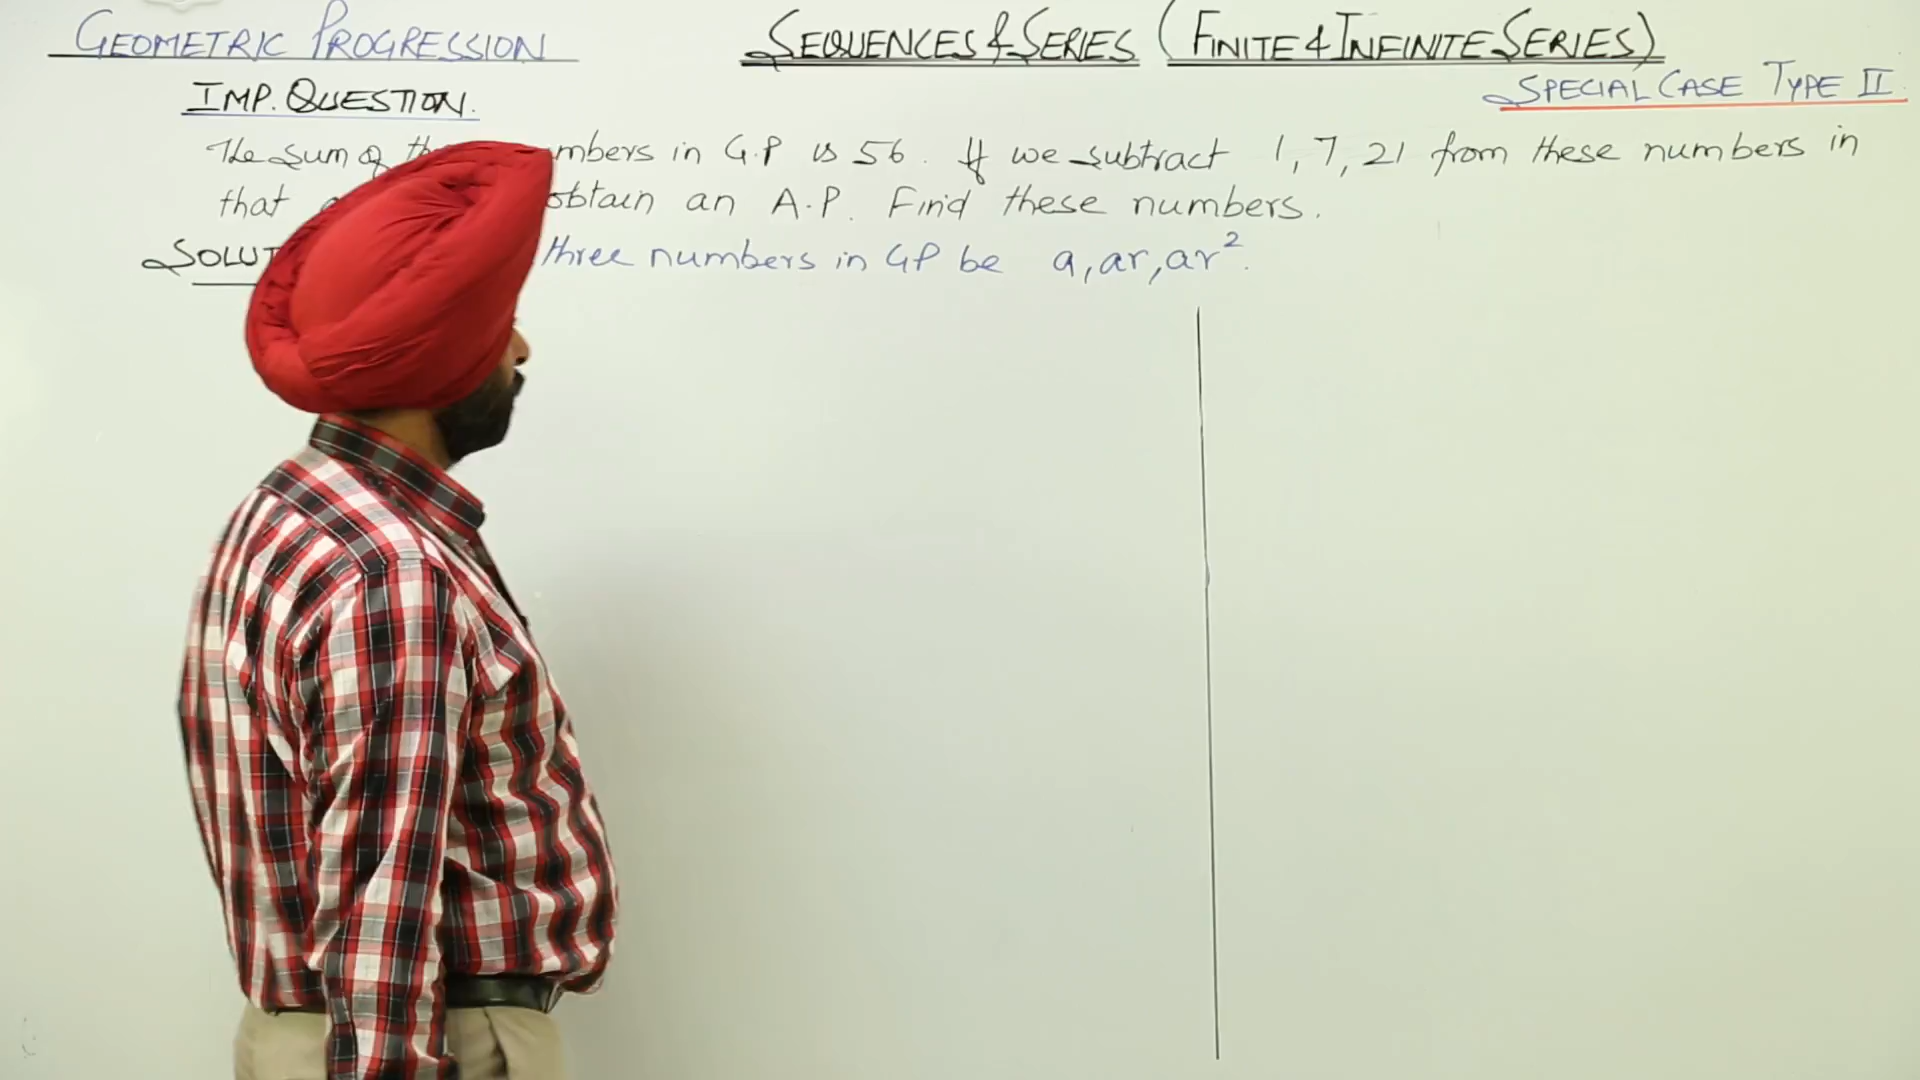 GEOMETRIC PROGRESSION
SEQUENCES & SERIES (FINITE & INFINITE SERIES)
IMP. QUESTION.
SPECIAL CASE TYPE II
The sum of mbers in G.P is 56. If we subtract 1, 7, 21 from these numbers in
that obtain an A.P. Find these numbers.
SOLUT three numbers in GP be a, ar, ar².